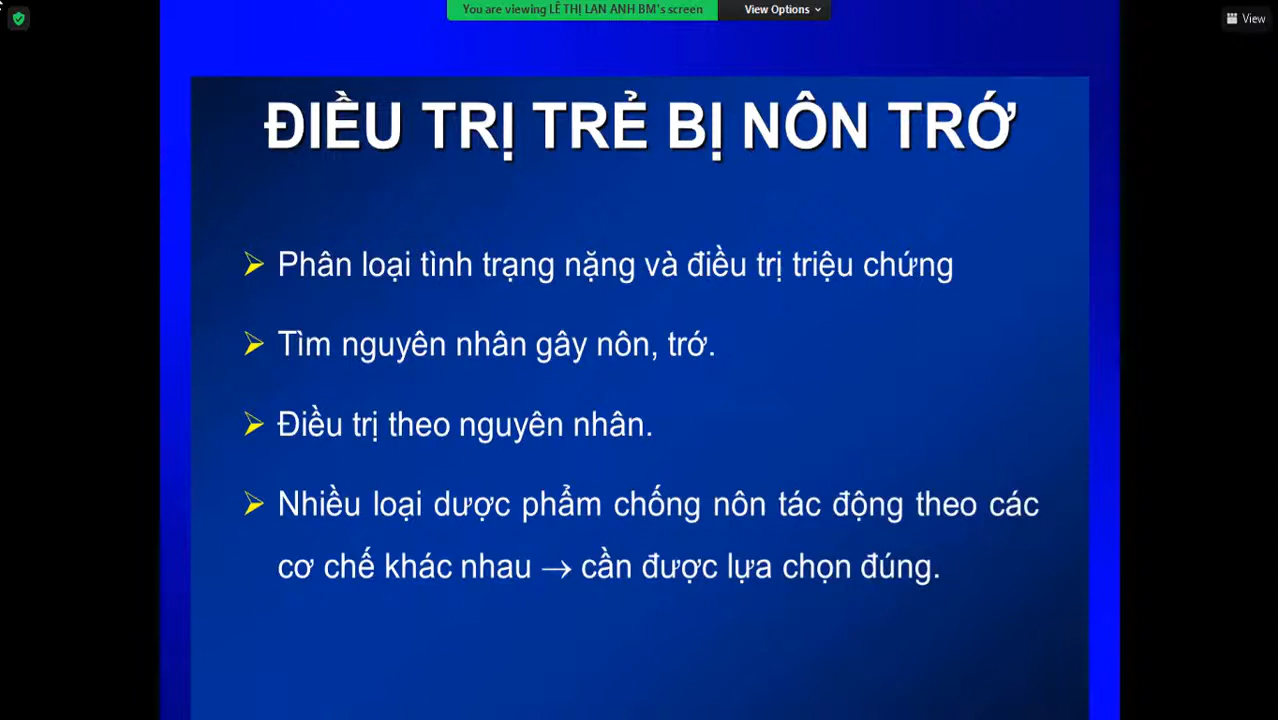 You are viewing LÊ THỊ LAN ANH BM's screen
View Options
View
ĐIỀU TRỊ TRẺ BỊ NÔN TRỚ
Phân loại tình trạng nặng và điều trị triệu chứng
Tìm nguyên nhân gây nôn, trớ.
Điều trị theo nguyên nhân.
Nhiều loại dược phẩm chống nôn tác động theo các
cơ chế khác nhau → cần được lựa chọn đúng.